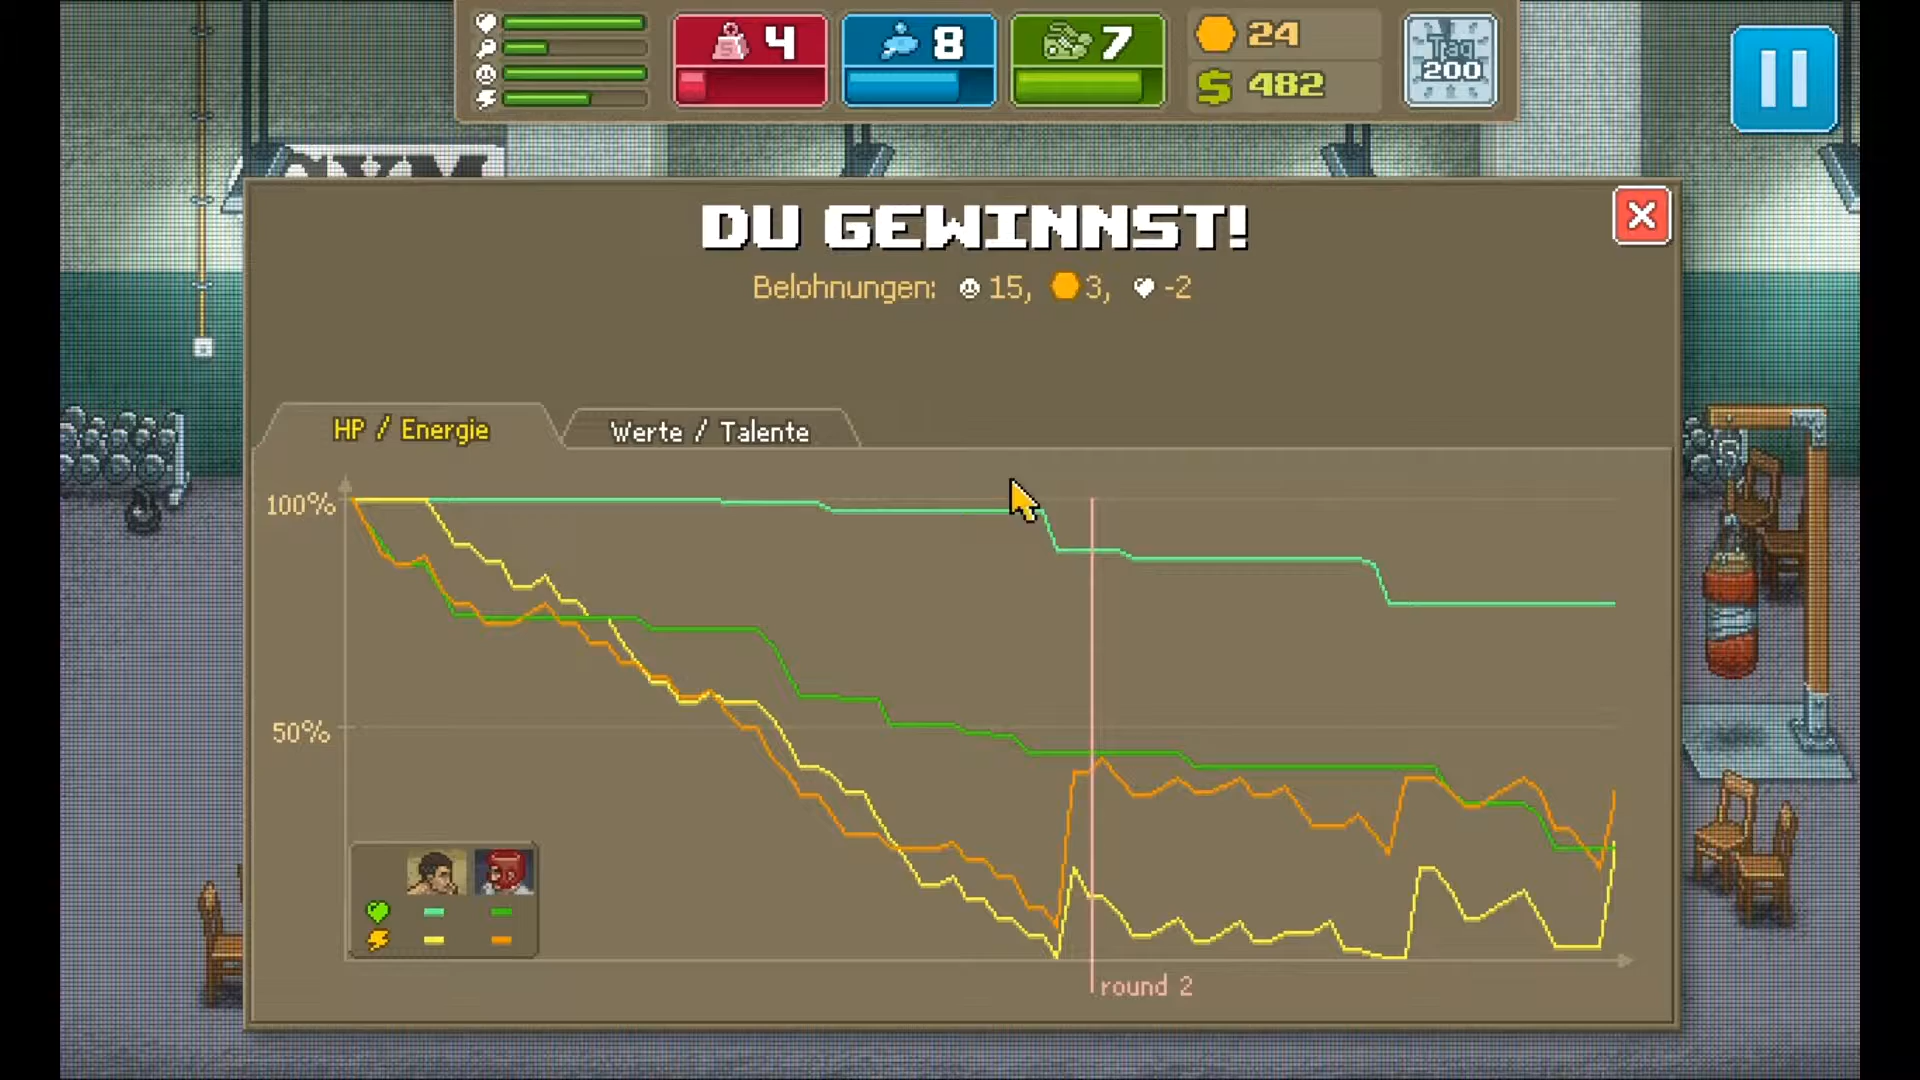 4
8
7
24
482
Tag
200
GYM
DU GEWINNST!
Belohnungen: 15, 3, -2
HP / Energie
Werte / Talente
100%
50%
round 2